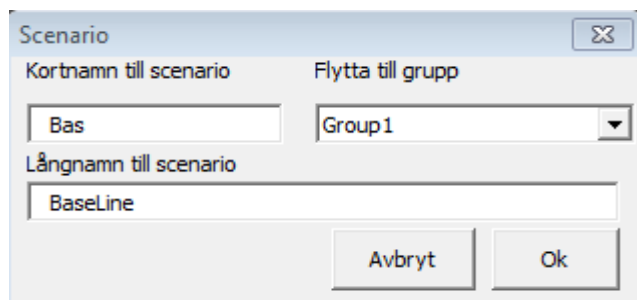 Scenario
Kortnamn till scenario Flytta till grupp
Bas Group1
Långnamn till scenario
BaseLine
Avbryt Ok